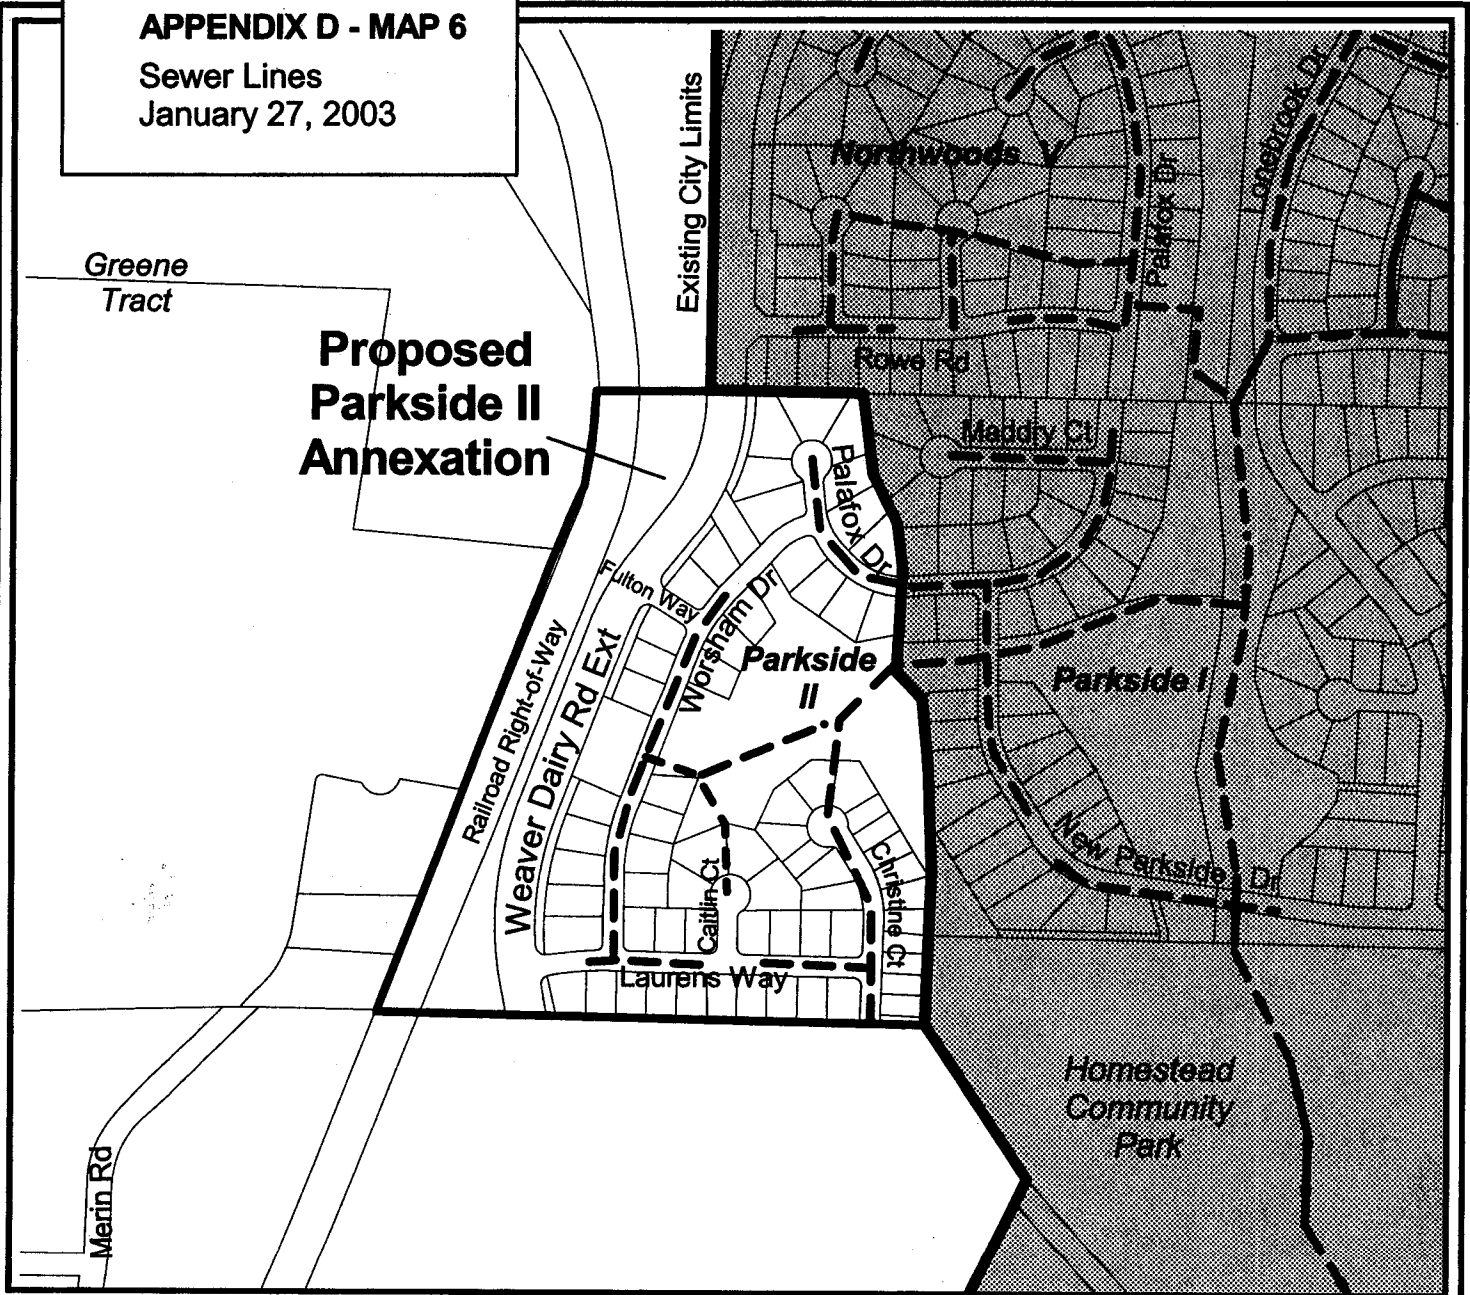 APPENDIX D - MAP 6
Sewer Lines
January 27, 2003
Existing City Limits
Northwoods V
Palafox Dr
Lonebrook Dr
Greene
Tract
Proposed
Parkside II
Annexation
Rowe Rd
Maddry Ct
Palafox Dr
Fulton Way
Worsham Dr
Railroad Right-of-Way
Weaver Dairy Rd Ext
Parkside
II
Parkside I
New Parkside Dr
Caitlin Ct
Christine Ct
Laurens Way
Homestead
Community
Park
Merin Rd